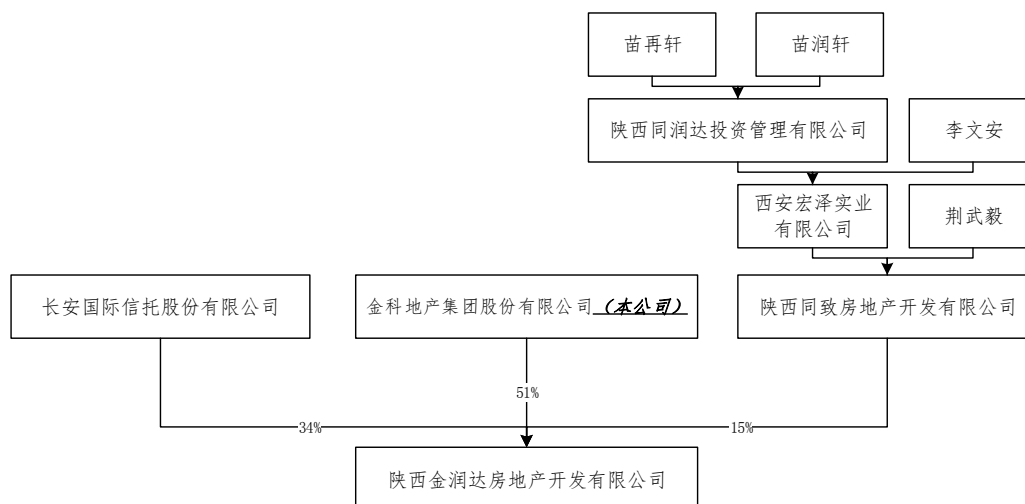 苗再轩
苗润轩
陕西同润达投资管理有限公司
李文安
西安宏泽实业
有限公司
荆武毅
长安国际信托股份有限公司
金科地产集团股份有限公司（本公司）
陕西同致房地产开发有限公司
51%
34%
15%
陕西金润达房地产开发有限公司